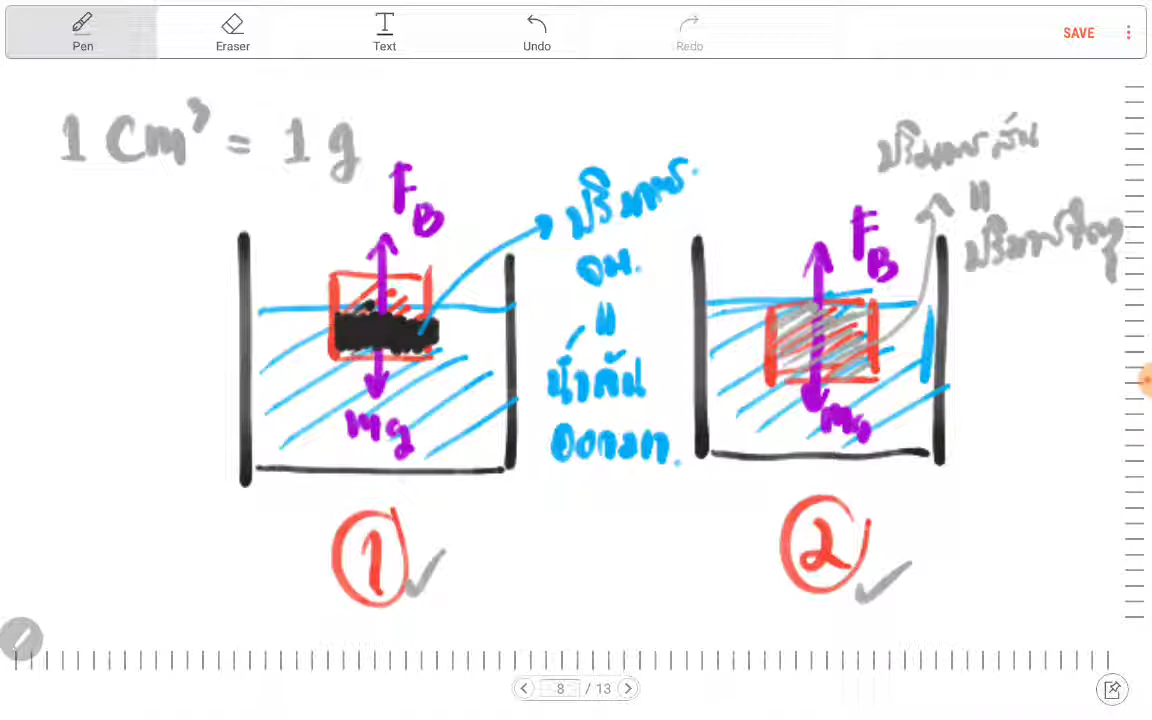 Pen
Eraser
Text
Undo
Redo
SAVE
1 cm³ = 1 g
F_B
mg
ปริมาตร
จม.
=
น้ำล้น
ออกมา.
F_B
mg
ปริมาตรล้น
=
ปริมาตรวัตถุ
1
2
8 / 13